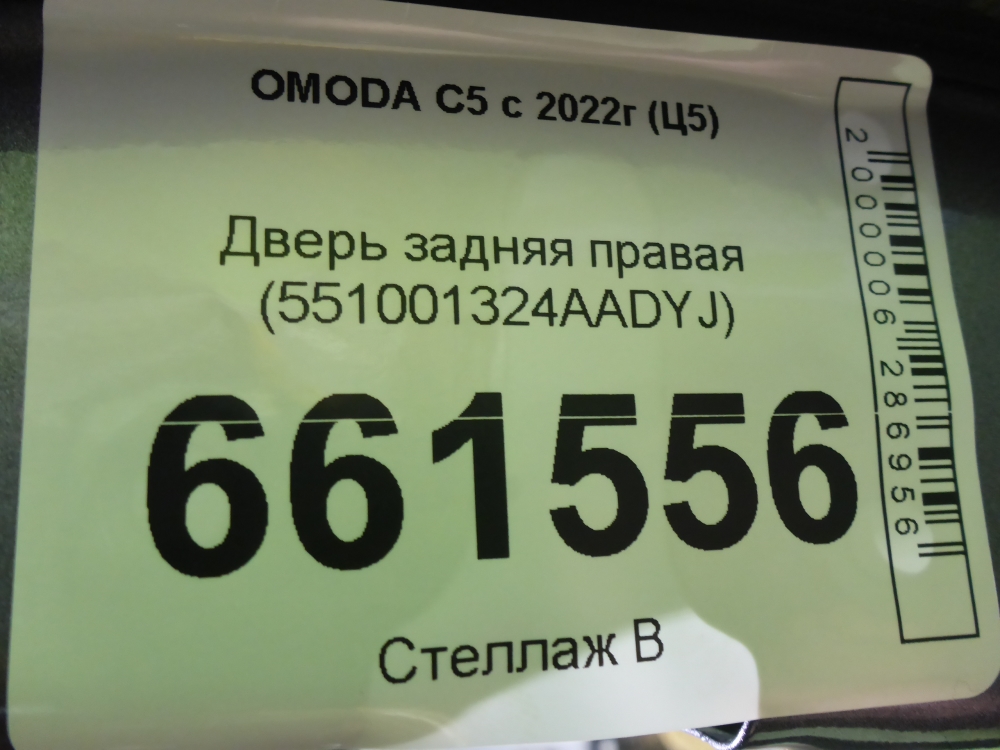 OMODA C5 с 2022г (Ц5)
Дверь задняя правая
(551001324AADYJ)
661556
Стеллаж В
2000006286956